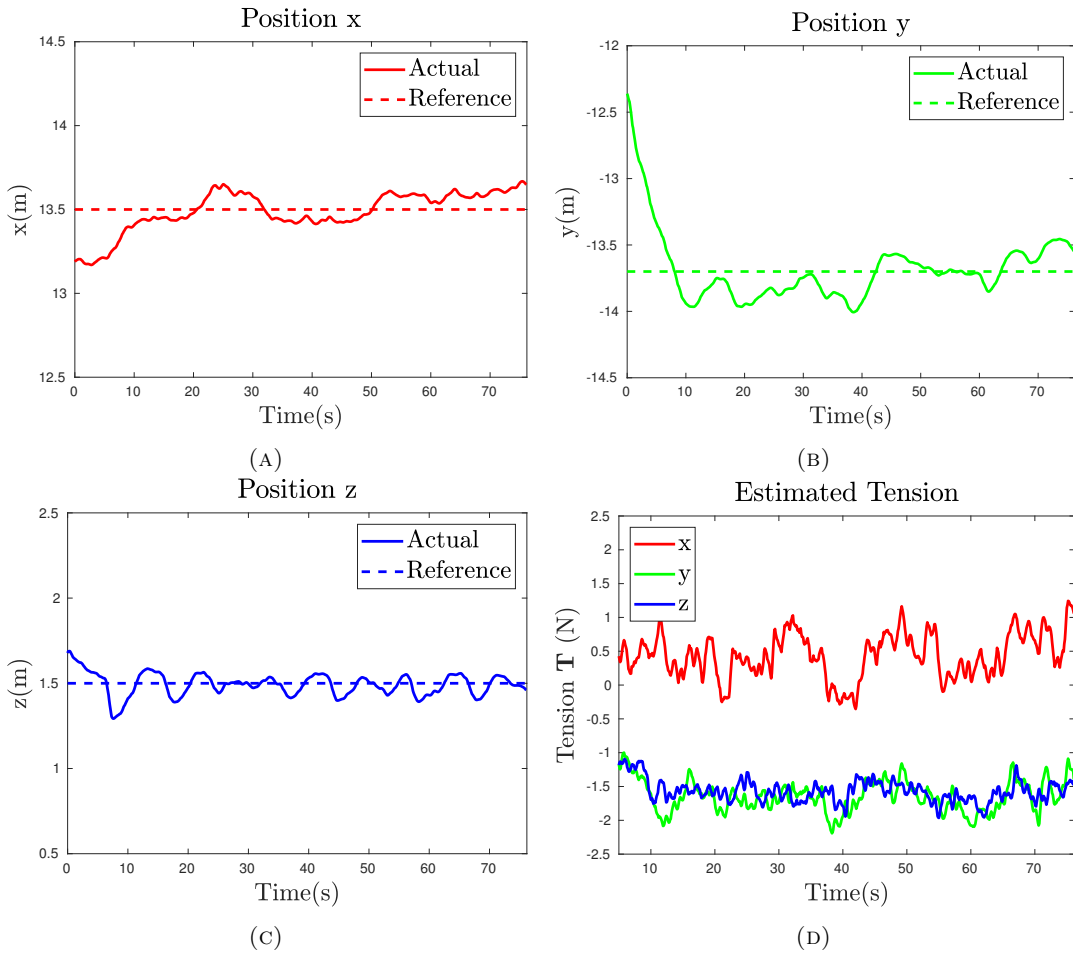 Position x
14.5
14
13.5
13
12.5
x(m)
Actual
Reference
0 10 20 30 40 50 60 70
Time(s)
(A)
Position y
-12
-12.5
-13
-13.5
-14
-14.5
y(m)
Actual
Reference
0 10 20 30 40 50 60 70
Time(s)
(B)
Position z
2.5
2
1.5
1
0.5
z(m)
Actual
Reference
0 10 20 30 40 50 60 70
Time(s)
(C)
Estimated Tension
2.5
2
1.5
1
0.5
0
-0.5
-1
-1.5
-2
-2.5
Tension T (N)
x
y
z
10 20 30 40 50 60 70
Time(s)
(D)